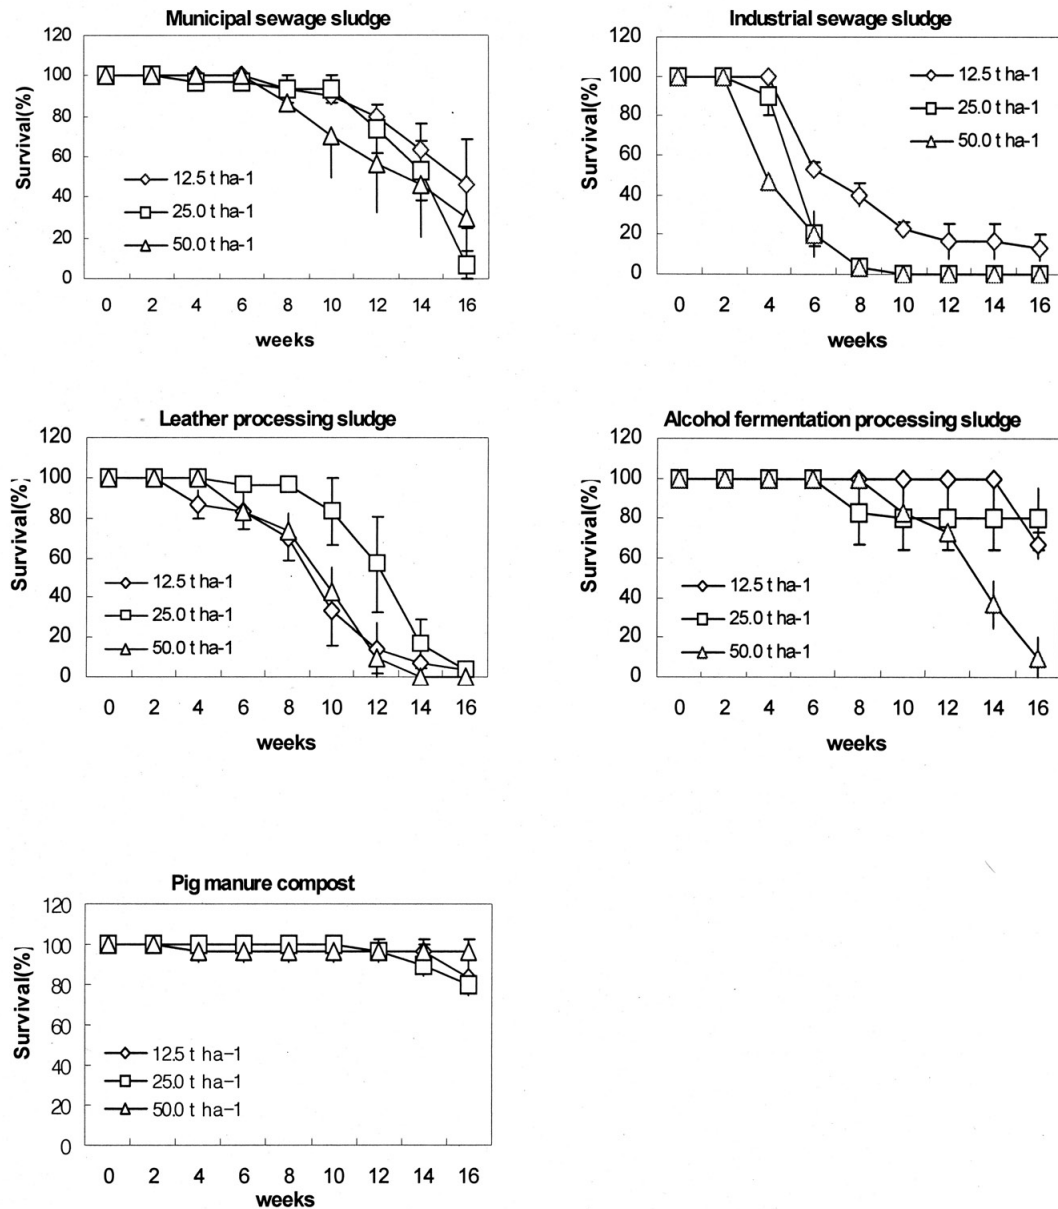 Municipal sewage sludge
120
100
80
60
40
20
0
Survival(%)
12.5 t ha-1
25.0 t ha-1
50.0 t ha-1
0 2 4 6 8 10 12 14 16
weeks
Industrial sewage sludge
120
100
80
60
40
20
0
Survival(%)
12.5 t ha-1
25.0 t ha-1
50.0 t ha-1
0 2 4 6 8 10 12 14 16
weeks
Leather processing sludge
120
100
80
60
40
20
0
Survival(%)
12.5 t ha-1
25.0 t ha-1
50.0 t ha-1
0 2 4 6 8 10 12 14 16
weeks
Alcohol fermentation processing sludge
120
100
80
60
40
20
0
Survival(%)
12.5 t ha-1
25.0 t ha-1
50.0 t ha-1
0 2 4 6 8 10 12 14 16
weeks
Pig manure compost
120
100
80
60
40
20
0
Survival(%)
12.5 t ha-1
25.0 t ha-1
50.0 t ha-1
0 2 4 6 8 10 12 14 16
weeks